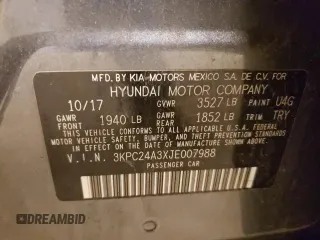 MFD.BY KIA-MOTORS MEXICO S.A. DE C.V. FOR
HYUNDAI MOTOR COMPANY
10/17 GVWR 3527 LB PAINT U4G
GAWR FRONT 1940 LB GAWR REAR 1852 LB TRIM TRY
THIS VEHICLE CONFORMS TO ALL APPLICABLE FEDERAL
MOTOR VEHICLE SAFETY, BUMPER, AND THEFT PREVENTION
STANDARDS IN EFFECT ON THE DATE OF MANUFACTURE
SHOWN ABOVE.
V.I.N. 3KPC24A3XJE007988
PASSENGER CAR
DREAMBID